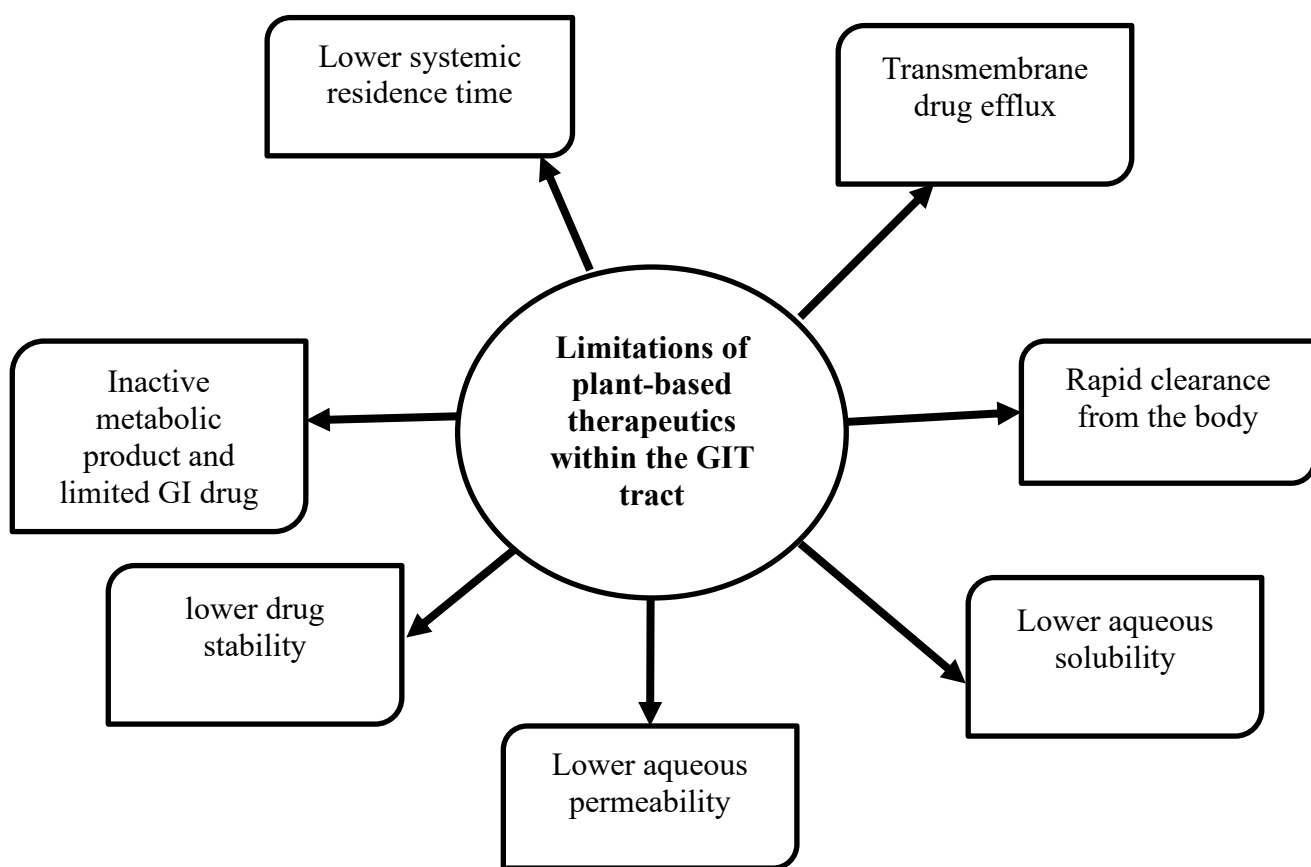 Lower systemic
residence time
Transmembrane
drug efflux
Limitations of
plant-based
therapeutics
within the GIT
tract
Inactive
metabolic
product and
limited GI drug
Rapid clearance
from the body
lower drug
stability
Lower aqueous
solubility
Lower aqueous
permeability